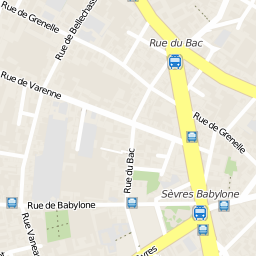 Rue de Grenelle
Rue de Bellechasse
Rue du Bac
Rue de Varenne
Rue de Grenelle
Rue du Bac
Sèvres Babylone
Rue de Babylone
Rue Vaneau